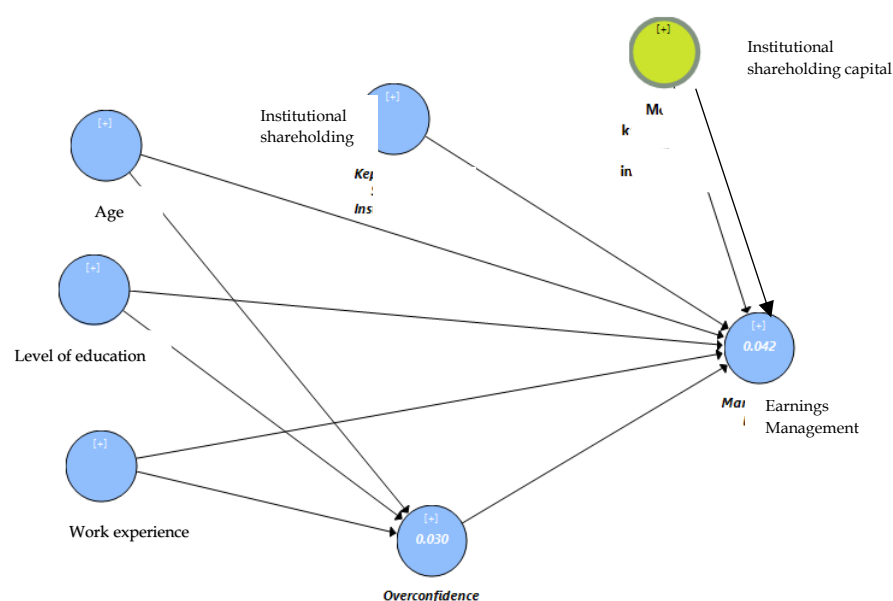 [+]
Institutional
shareholding capital
[+]
[+]
Institutional
shareholding
Age
[+]
Level of education
[+]
0.042
Earnings
Management
[+]
Work experience
[+]
0.030
Overconfidence